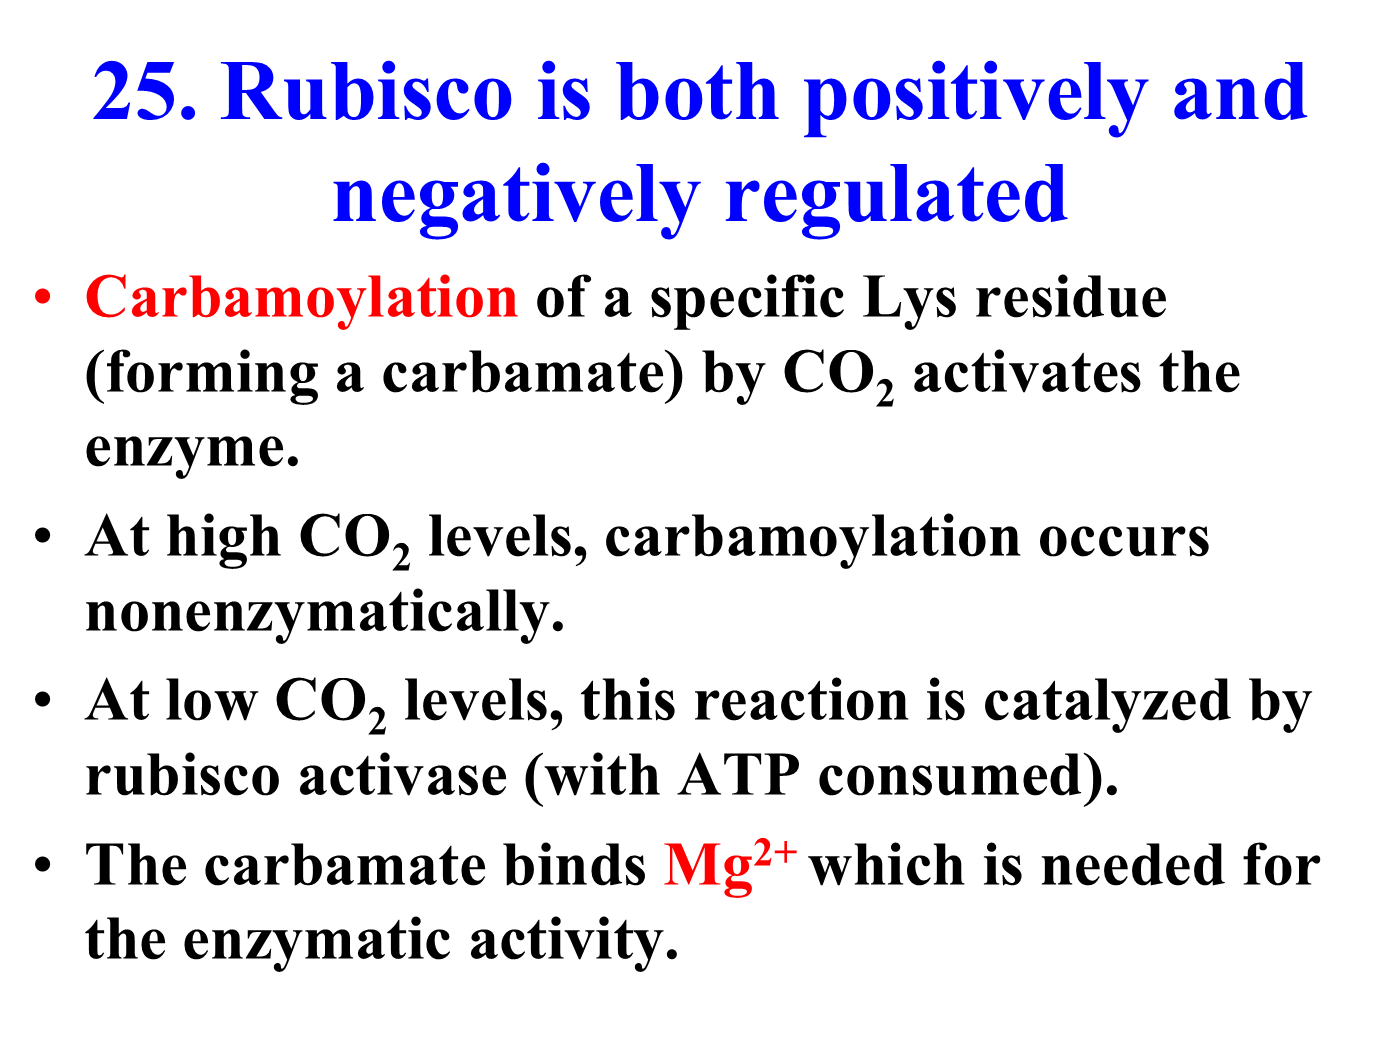 25. Rubisco is both positively and
negatively regulated
• Carbamoylation of a specific Lys residue
(forming a carbamate) by CO₂ activates the
enzyme.
• At high CO₂ levels, carbamoylation occurs
nonenzymatically.
• At low CO₂ levels, this reaction is catalyzed by
rubisco activase (with ATP consumed).
• The carbamate binds Mg²⁺ which is needed for
the enzymatic activity.